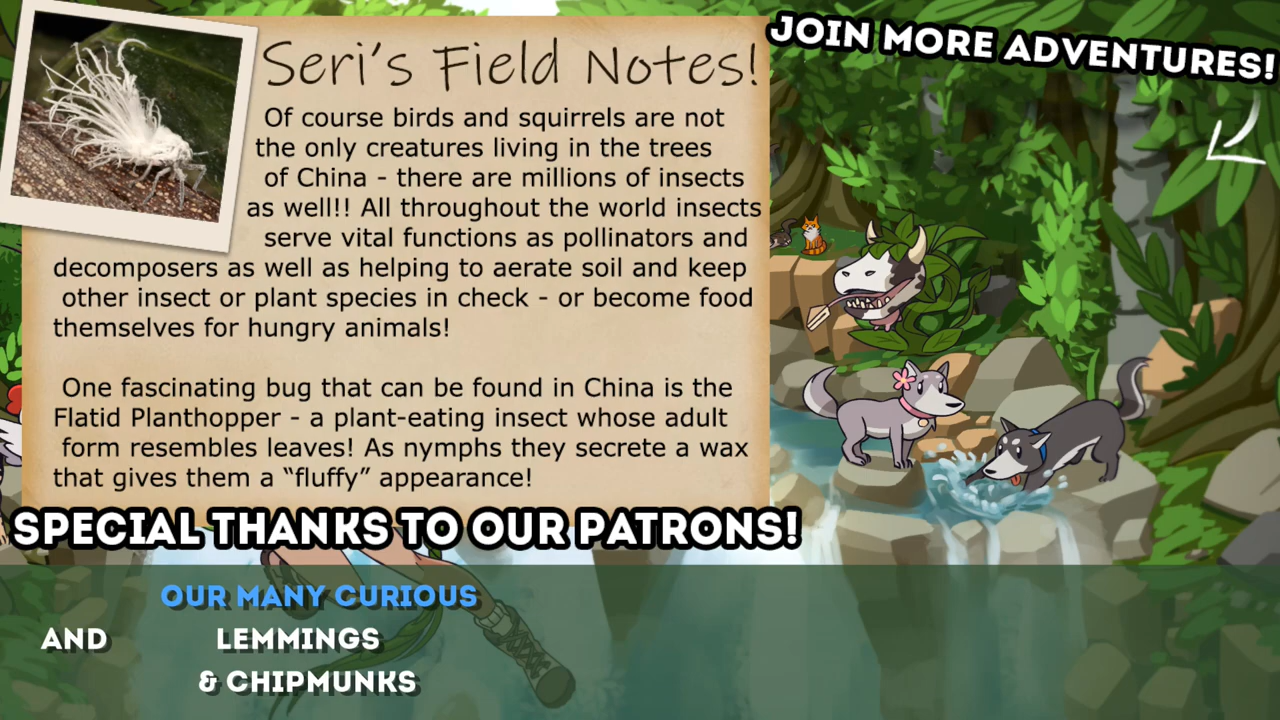 Seri's Field Notes!
Of course birds and squirrels are not
the only creatures living in the trees
of China - there are millions of insects
as well!! All throughout the world insects
serve vital functions as pollinators and
decomposers as well as helping to aerate soil and keep
other insect or plant species in check - or become food
themselves for hungry animals!
One fascinating bug that can be found in China is the
Flatid Planthopper - a plant-eating insect whose adult
form resembles leaves! As nymphs they secrete a wax
that gives them a “fluffy” appearance!
JOIN MORE ADVENTURES!
SPECIAL THANKS TO OUR PATRONS!
OUR MANY CURIOUS
AND LEMMINGS
& CHIPMUNKS